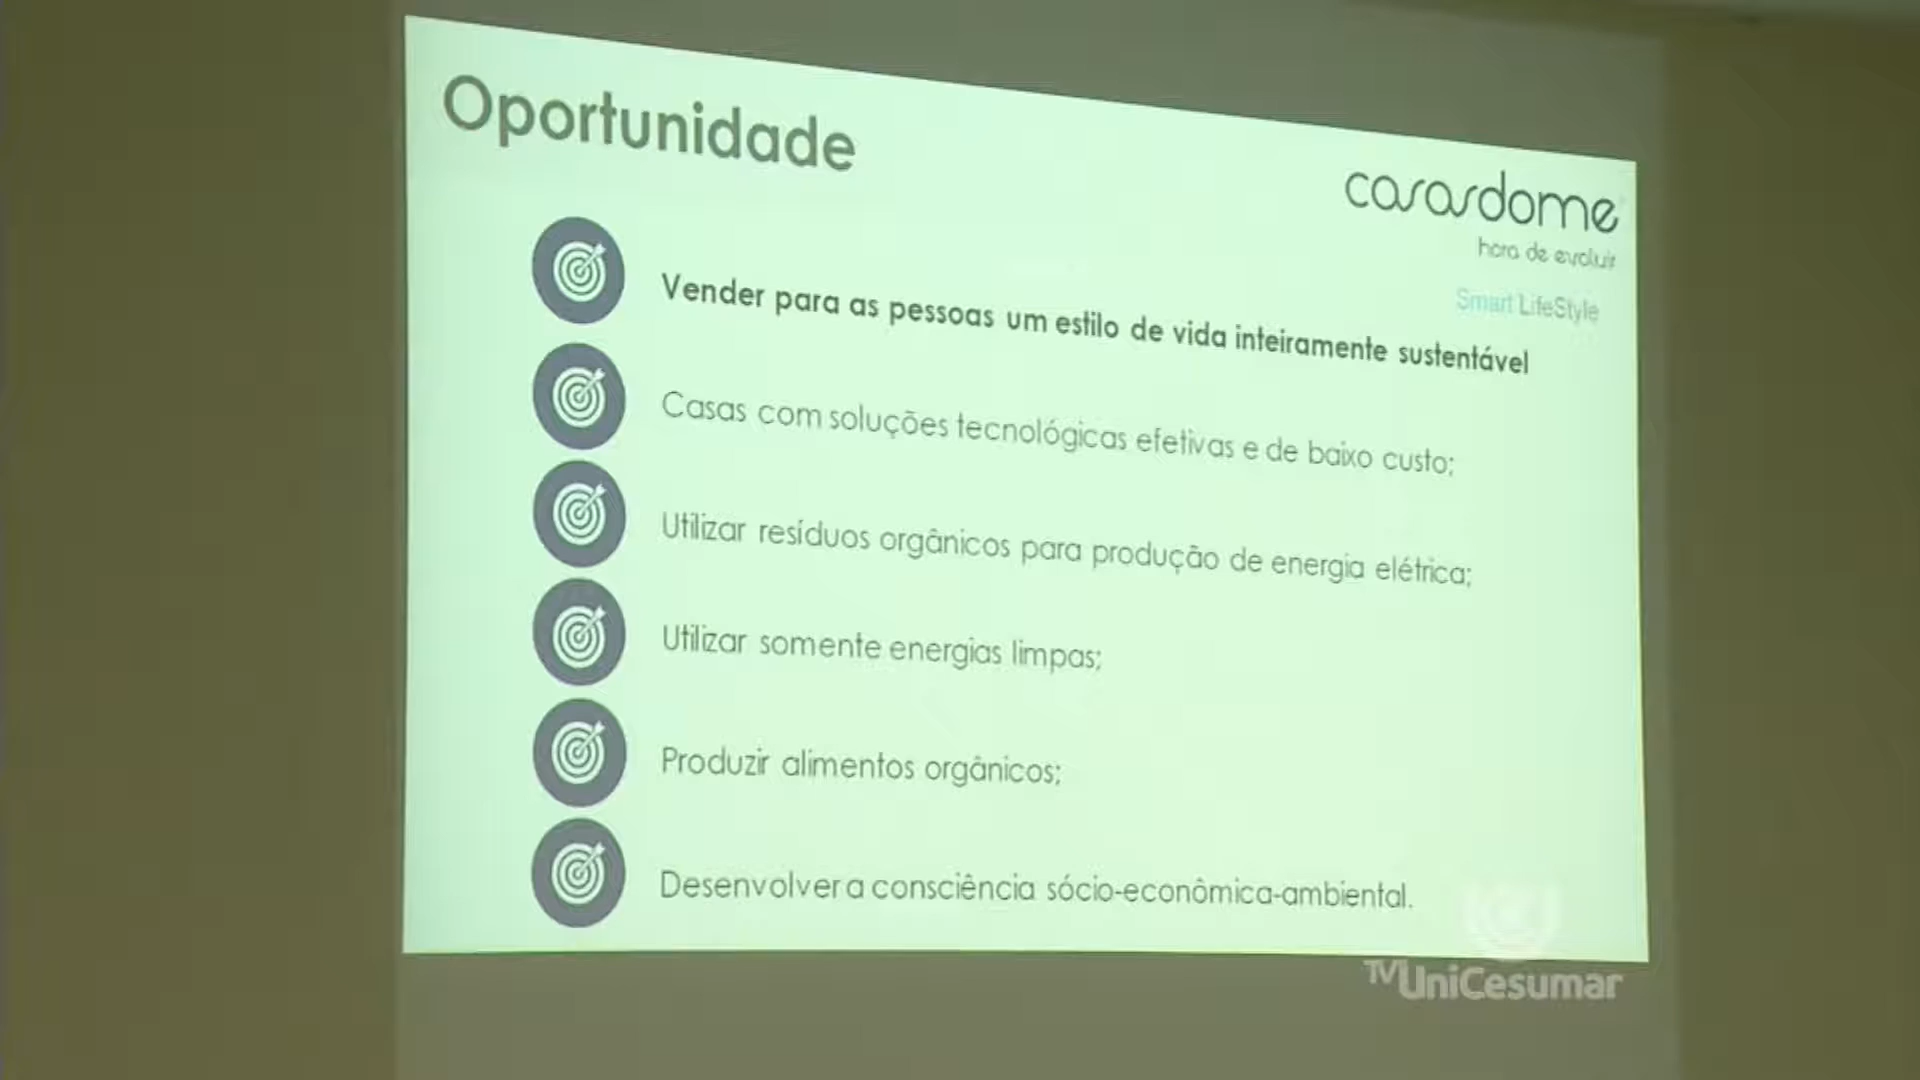 Oportunidade
casasdome
hora de evoluir
Smart LifeStyle
Vender para as pessoas um estilo de vida inteiramente sustentável
Casas com soluções tecnológicas efetivas e de baixo custo;
Utilizar resíduos orgânicos para produção de energia elétrica;
Utilizar somente energias limpas;
Produzir alimentos orgânicos;
Desenvolver a consciência sócio-econômica-ambiental.
TV UniCesumar